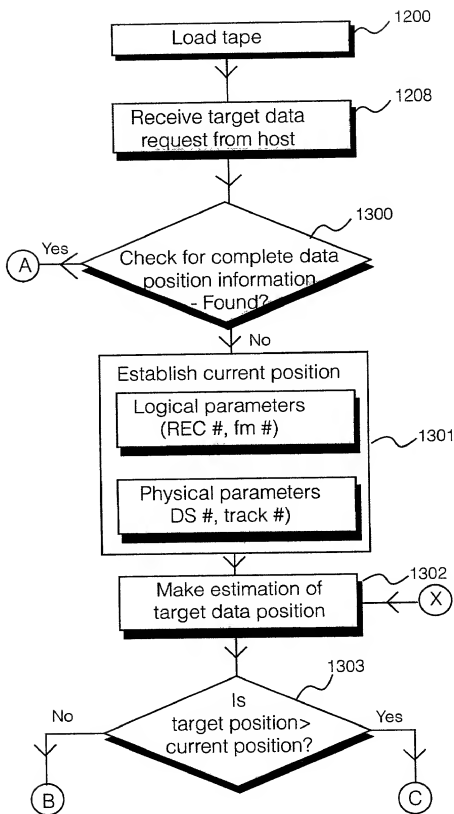 1200
Load tape
1208
Receive target data
request from host
1300
Yes
A
Check for complete data
position information
- Found?
No
Establish current position
Logical parameters
(REC #, fm #)
1301
Physical parameters
DS #, track #)
1302
Make estimation of
target data position
X
1303
Is
target position>
current position?
No
Yes
B
C